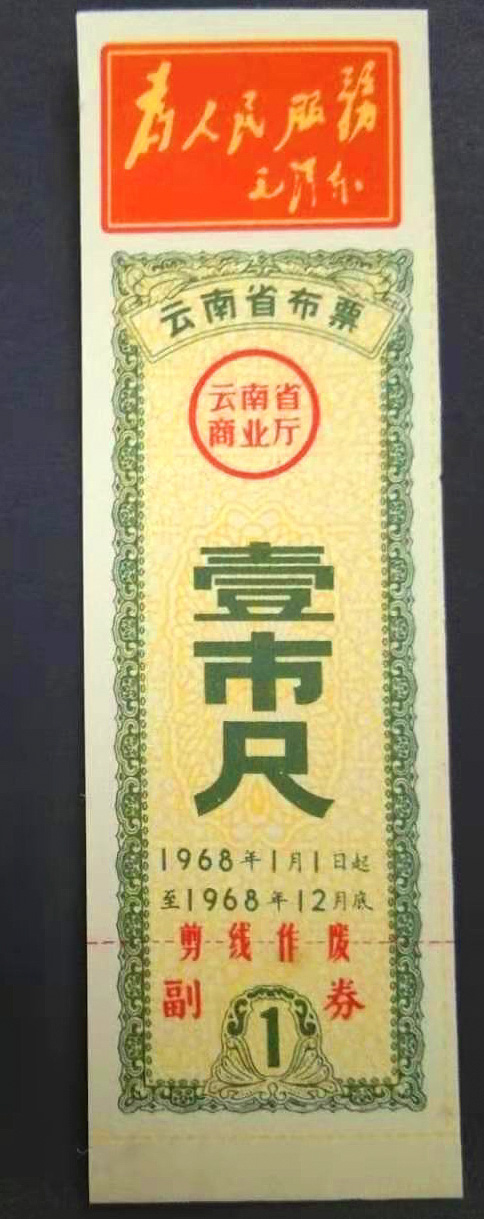 为人民服務
毛泽东
云南省布票
云南省
商业厅
壹市尺
1968年1月1日起
至1968年12月底
剪线作废
副券
1